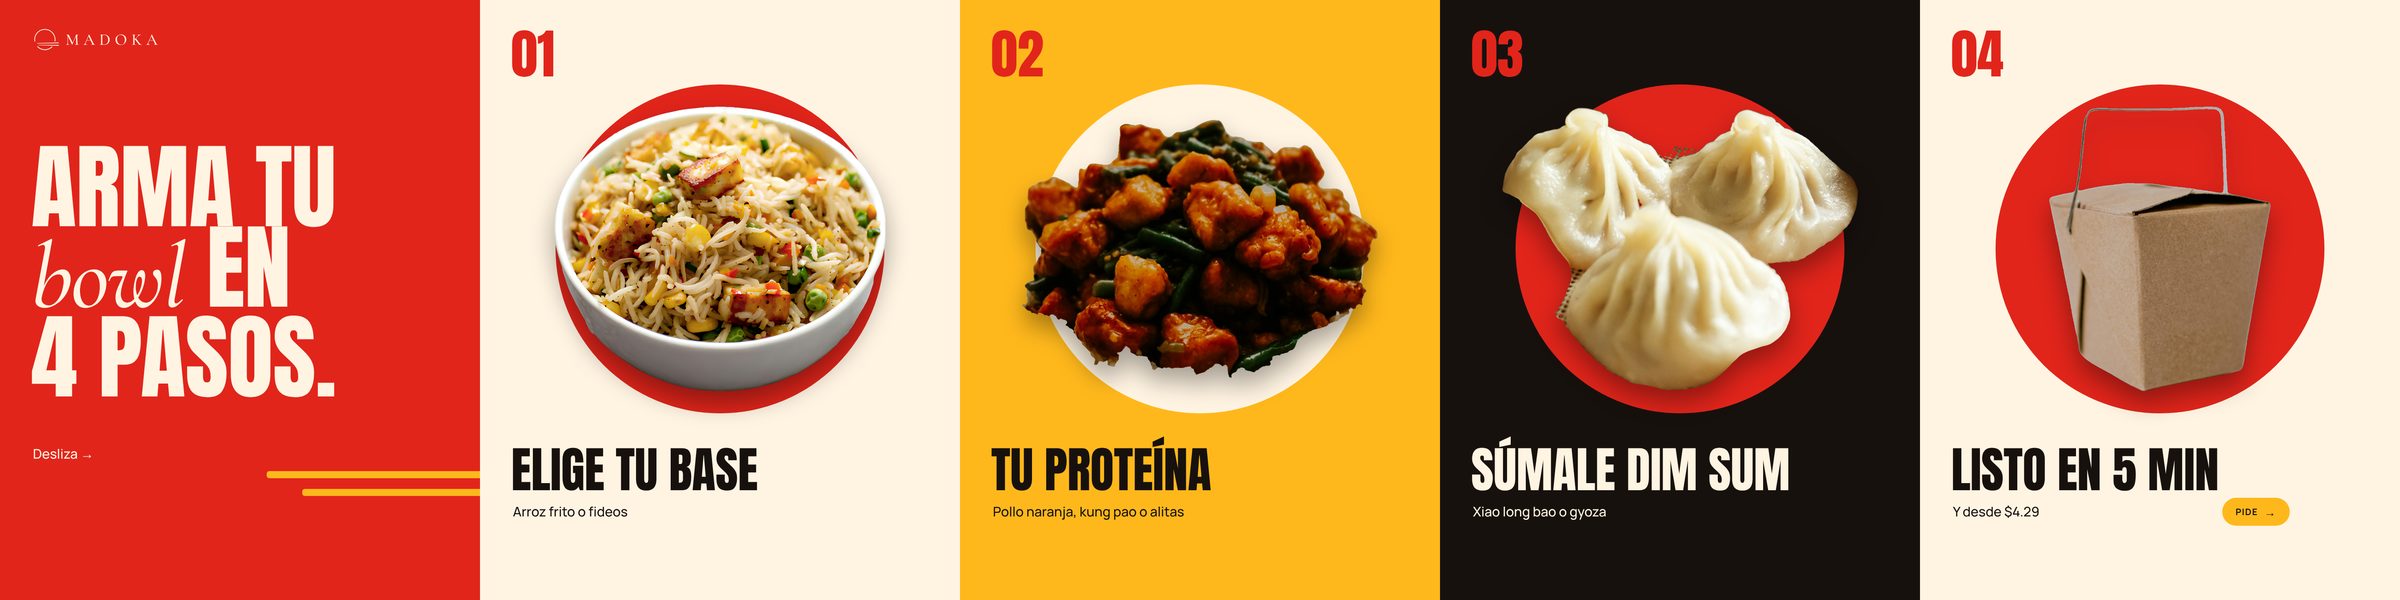 MADOKA
ARMA TU
bowl EN
4 PASOS.
Desliza →
01
ELIGE TU BASE
Arroz frito o fideos
02
TU PROTEÍNA
Pollo naranja, kung pao o alitas
03
SÚMALE DIM SUM
Xiao long bao o gyoza
04
LISTO EN 5 MIN
Y desde $4.29
PIDE →